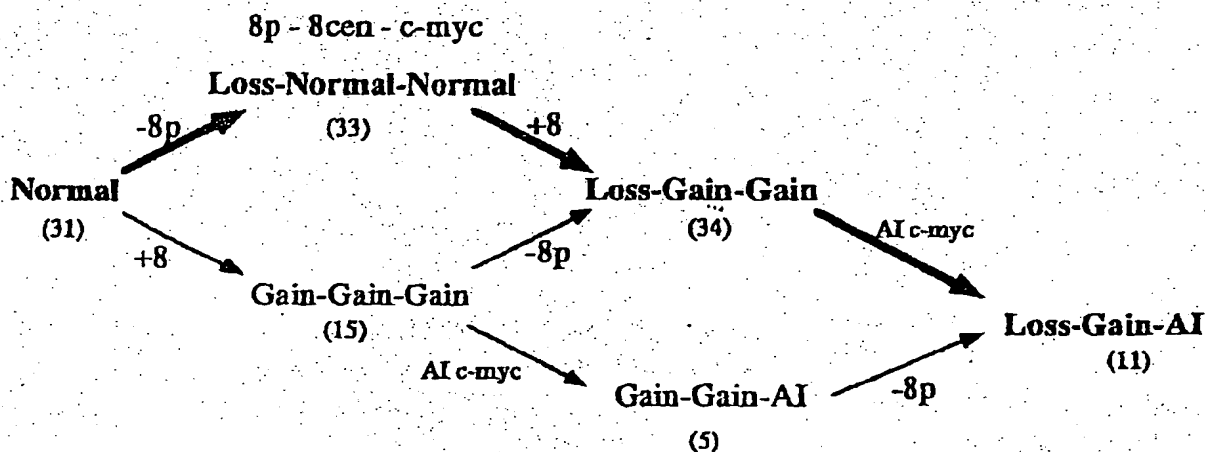 8p - 8cen - c-myc
Loss-Normal-Normal
(33)
-8p
+8
Normal
(31)
Loss-Gain-Gain
(34)
AI c-myc
+8
-8p
Gain-Gain-Gain
(15)
Loss-Gain-AI
(11)
AI c-myc
Gain-Gain-AI
(5)
-8p